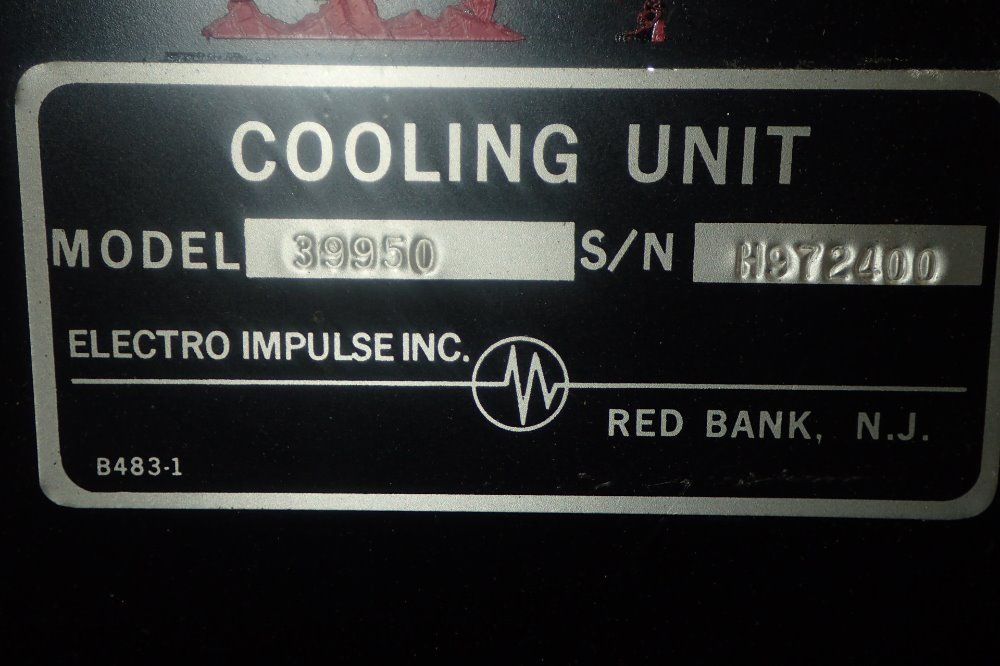 COOLING UNIT
MODEL 39950 S/N H972400
ELECTRO IMPULSE INC.
RED BANK, N.J.
B483-1